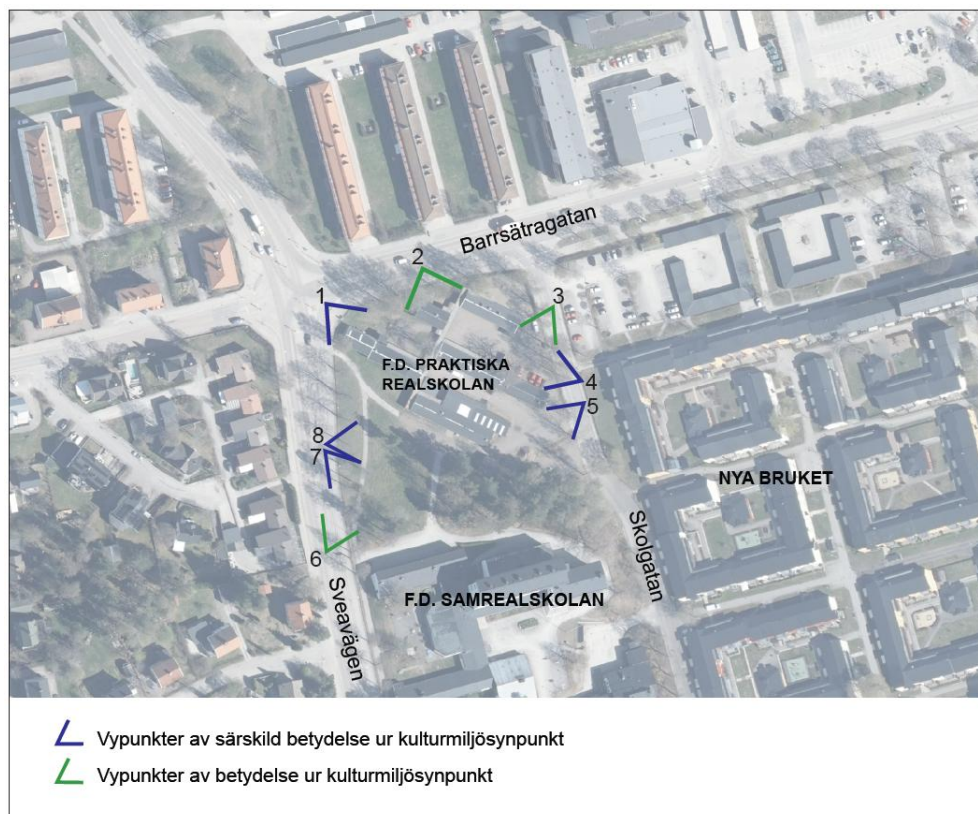 Barrsätragatan
2
1
3
F.D. PRAKTISKA
REALSKOLAN
4
5
8
7
NYA BRUKET
Skolgatan
6
F.D. SAMREALSKOLAN
Sveavägen
Vypunkter av särskild betydelse ur kulturmiljösynpunkt
Vypunkter av betydelse ur kulturmiljösynpunkt